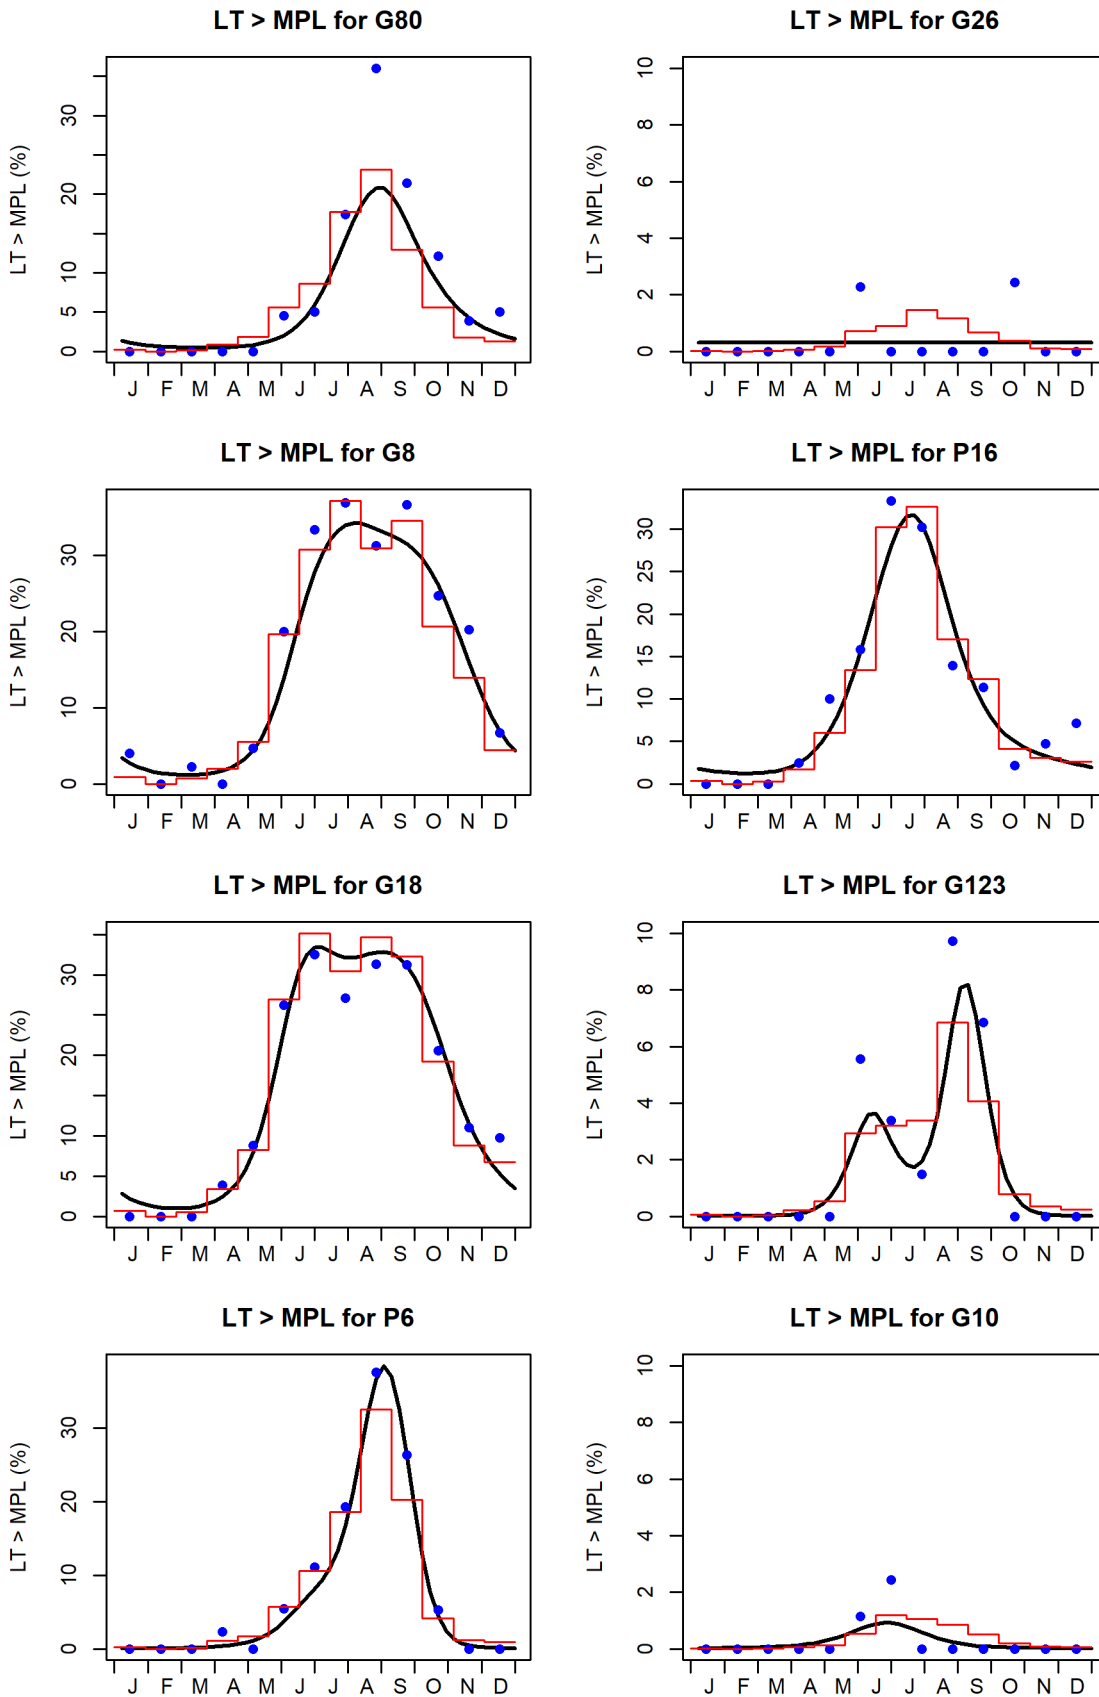 LT > MPL for G80
LT > MPL (%)
30
20
10
5
0
J F M A M J J A S O N D
LT > MPL for G26
LT > MPL (%)
10
8
6
4
2
0
J F M A M J J A S O N D
LT > MPL for G8
LT > MPL (%)
30
20
10
5
0
J F M A M J J A S O N D
LT > MPL for P16
LT > MPL (%)
30
25
20
15
10
5
0
J F M A M J J A S O N D
LT > MPL for G18
LT > MPL (%)
30
20
10
5
0
J F M A M J J A S O N D
LT > MPL for G123
LT > MPL (%)
10
8
6
4
2
0
J F M A M J J A S O N D
LT > MPL for P6
LT > MPL (%)
30
20
10
0
J F M A M J J A S O N D
LT > MPL for G10
LT > MPL (%)
10
8
6
4
2
0
J F M A M J J A S O N D